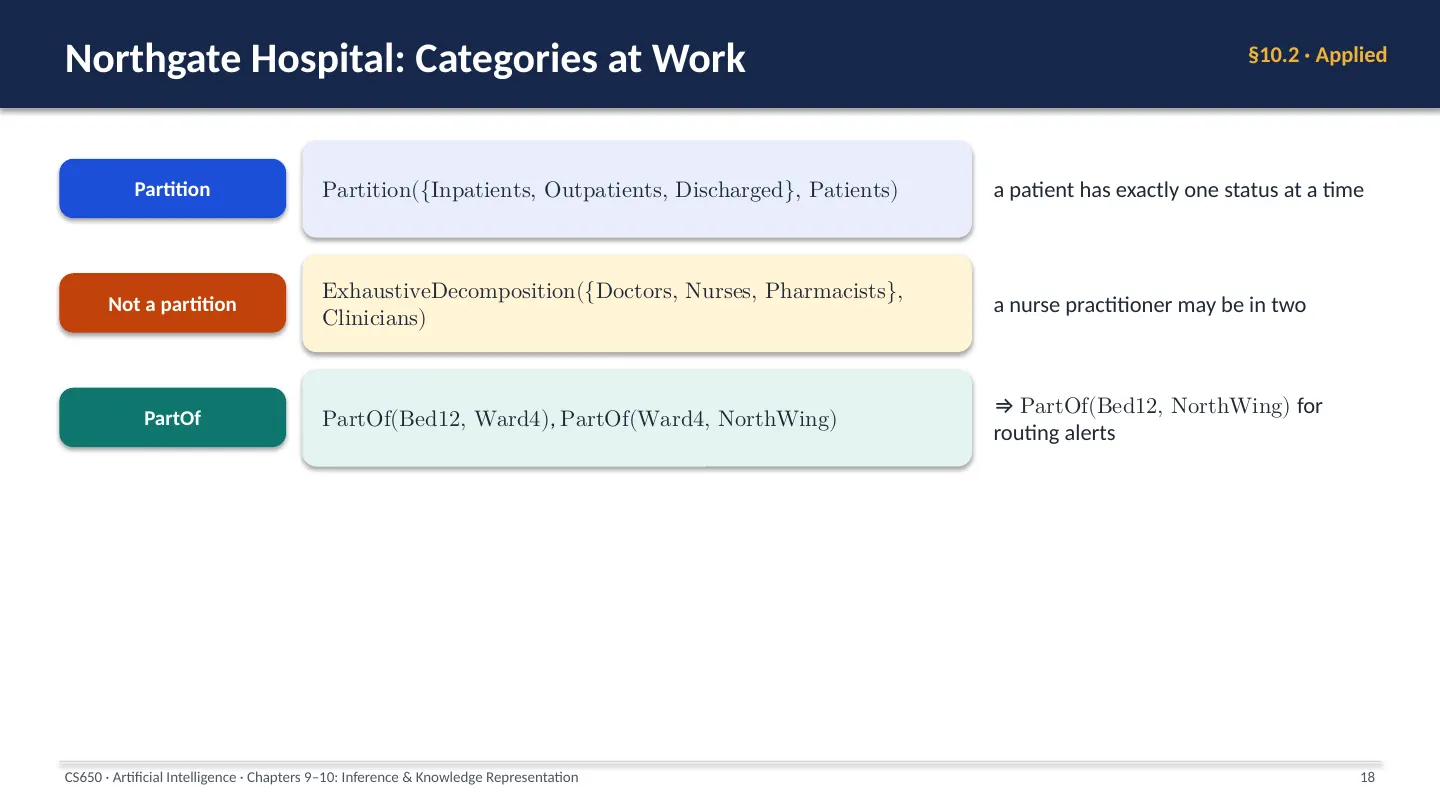 Northgate Hospital: Categories at Work
§10.2 · Applied
Partition
Partition({Inpatients, Outpatients, Discharged}, Patients)
a patient has exactly one status at a time
Not a partition
ExhaustiveDecomposition({Doctors, Nurses, Pharmacists},
Clinicians)
a nurse practitioner may be in two
PartOf
PartOf(Bed12, Ward4), PartOf(Ward4, NorthWing)
⇒ PartOf(Bed12, NorthWing) for
routing alerts
CS650 · Artificial Intelligence · Chapters 9–10: Inference & Knowledge Representation
18